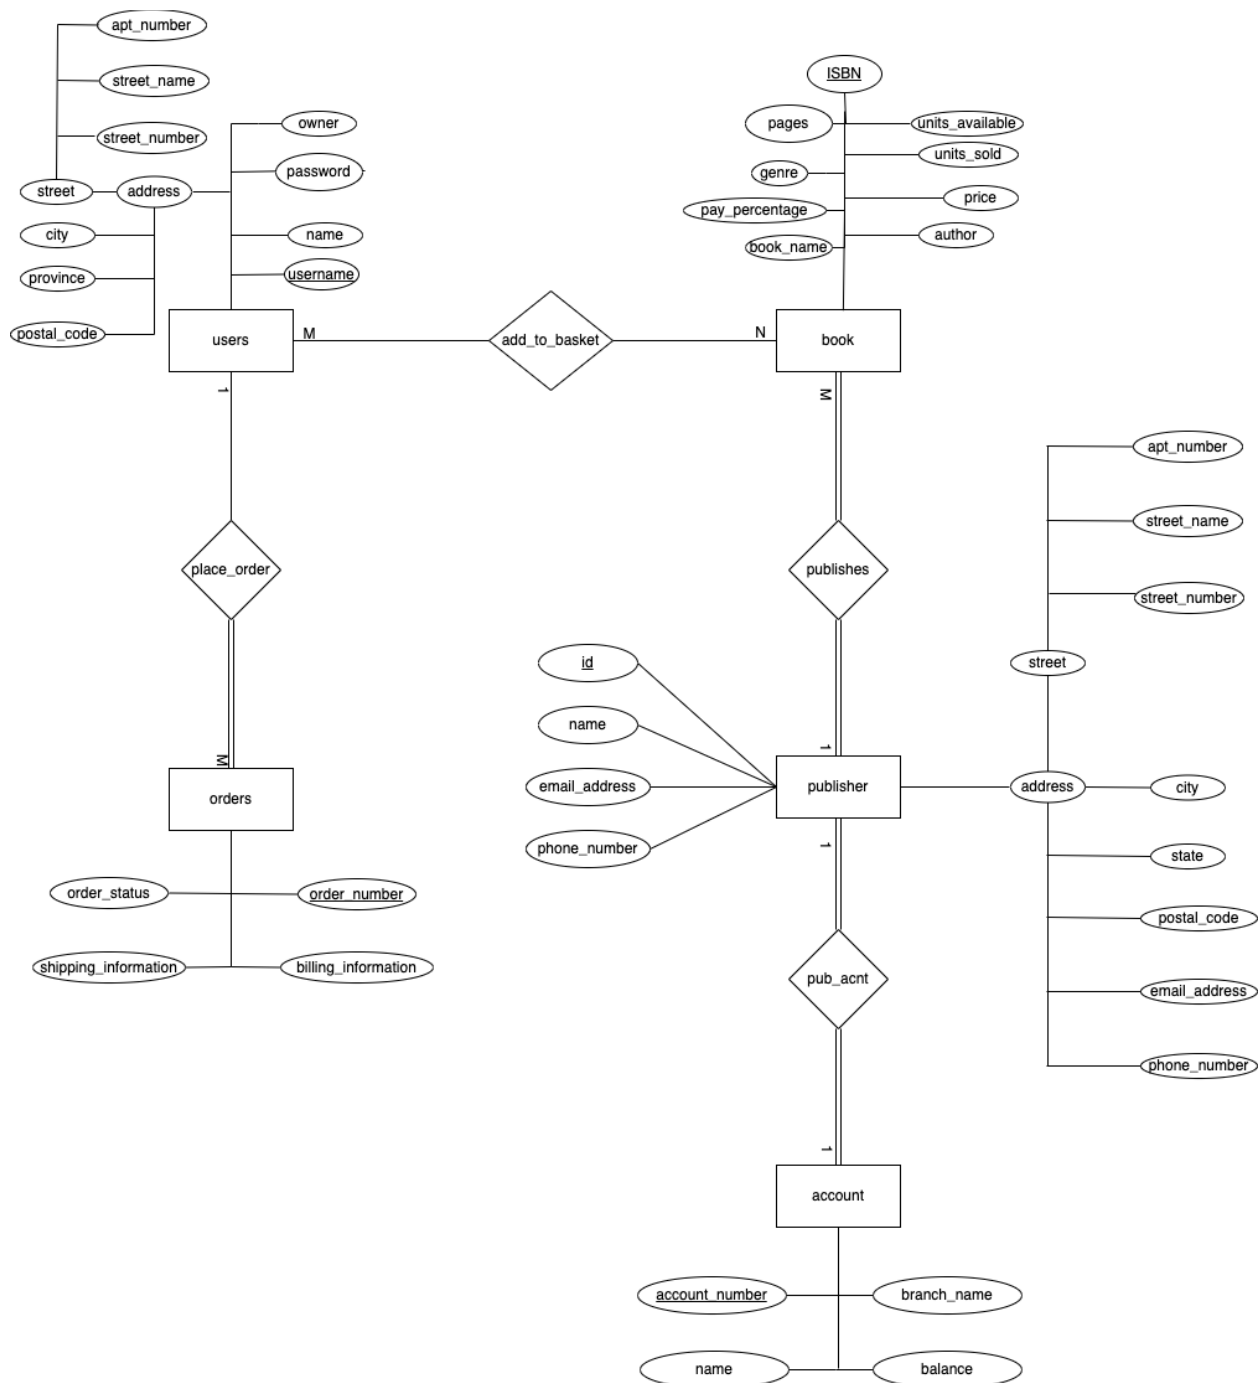 apt_number
street_name
street_number
street
address
city
province
postal_code
owner
password
name
username
users
M
add_to_basket
N
book
ISBN
pages
units_available
units_sold
genre
price
pay_percentage
author
book_name
1
place_order
M
orders
order_status
order_number
shipping_information
billing_information
M
publishes
1
publisher
id
name
email_address
phone_number
apt_number
street_name
street_number
street
address
city
state
postal_code
email_address
phone_number
1
pub_acnt
1
account
account_number
branch_name
name
balance